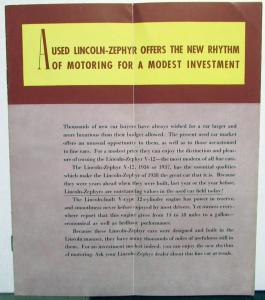 A USED LINCOLN-ZEPHYR OFFERS THE NEW RHYTHM
OF MOTORING FOR A MODEST INVESTMENT
Thousands of new car buyers have always wished for a car larger and
more luxurious than their budget allowed. The present used car market
offers an unusual opportunity to them, as well as to those accustomed
to fine cars. For a modest price they can enjoy the distinction and pleas-
ure of owning the Lincoln-Zephyr V-12—the most modern of all fine cars.
The Lincoln-Zephyr V-12, 1936 or 1937, has the essential qualities
which make the Lincoln-Zephyr of 1938 the great car that it is. Because
they were years ahead when they were built, last year or the year before,
Lincoln-Zephyrs are outstanding values in the used car field today!
The Lincoln-built V-type 12-cylinder engine has power in reserve,
and smoothness never before enjoyed by most drivers. Yet owners every-
where report that this engine gives from 14 to 18 miles to a gallon—
economical as well as brilliant performance.
Because these Lincoln-Zephyr cars were designed and built in the
Lincoln manner, they have many thousands of miles of usefulness still in
them. For an investment modest indeed, you can enjoy the new rhythm
of motoring. Ask your Lincoln-Zephyr dealer about this fine car at resale.